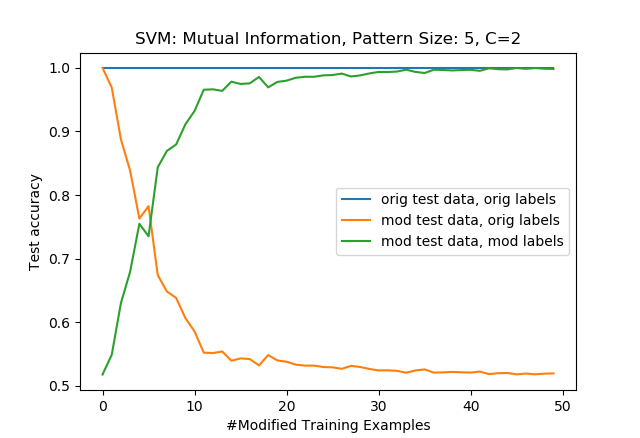 SVM: Mutual Information, Pattern Size: 5, C=2
1.0
0.9
0.8
0.7
0.6
0.5
Test accuracy
orig test data, orig labels
mod test data, orig labels
mod test data, mod labels
0 10 20 30 40 50
#Modified Training Examples